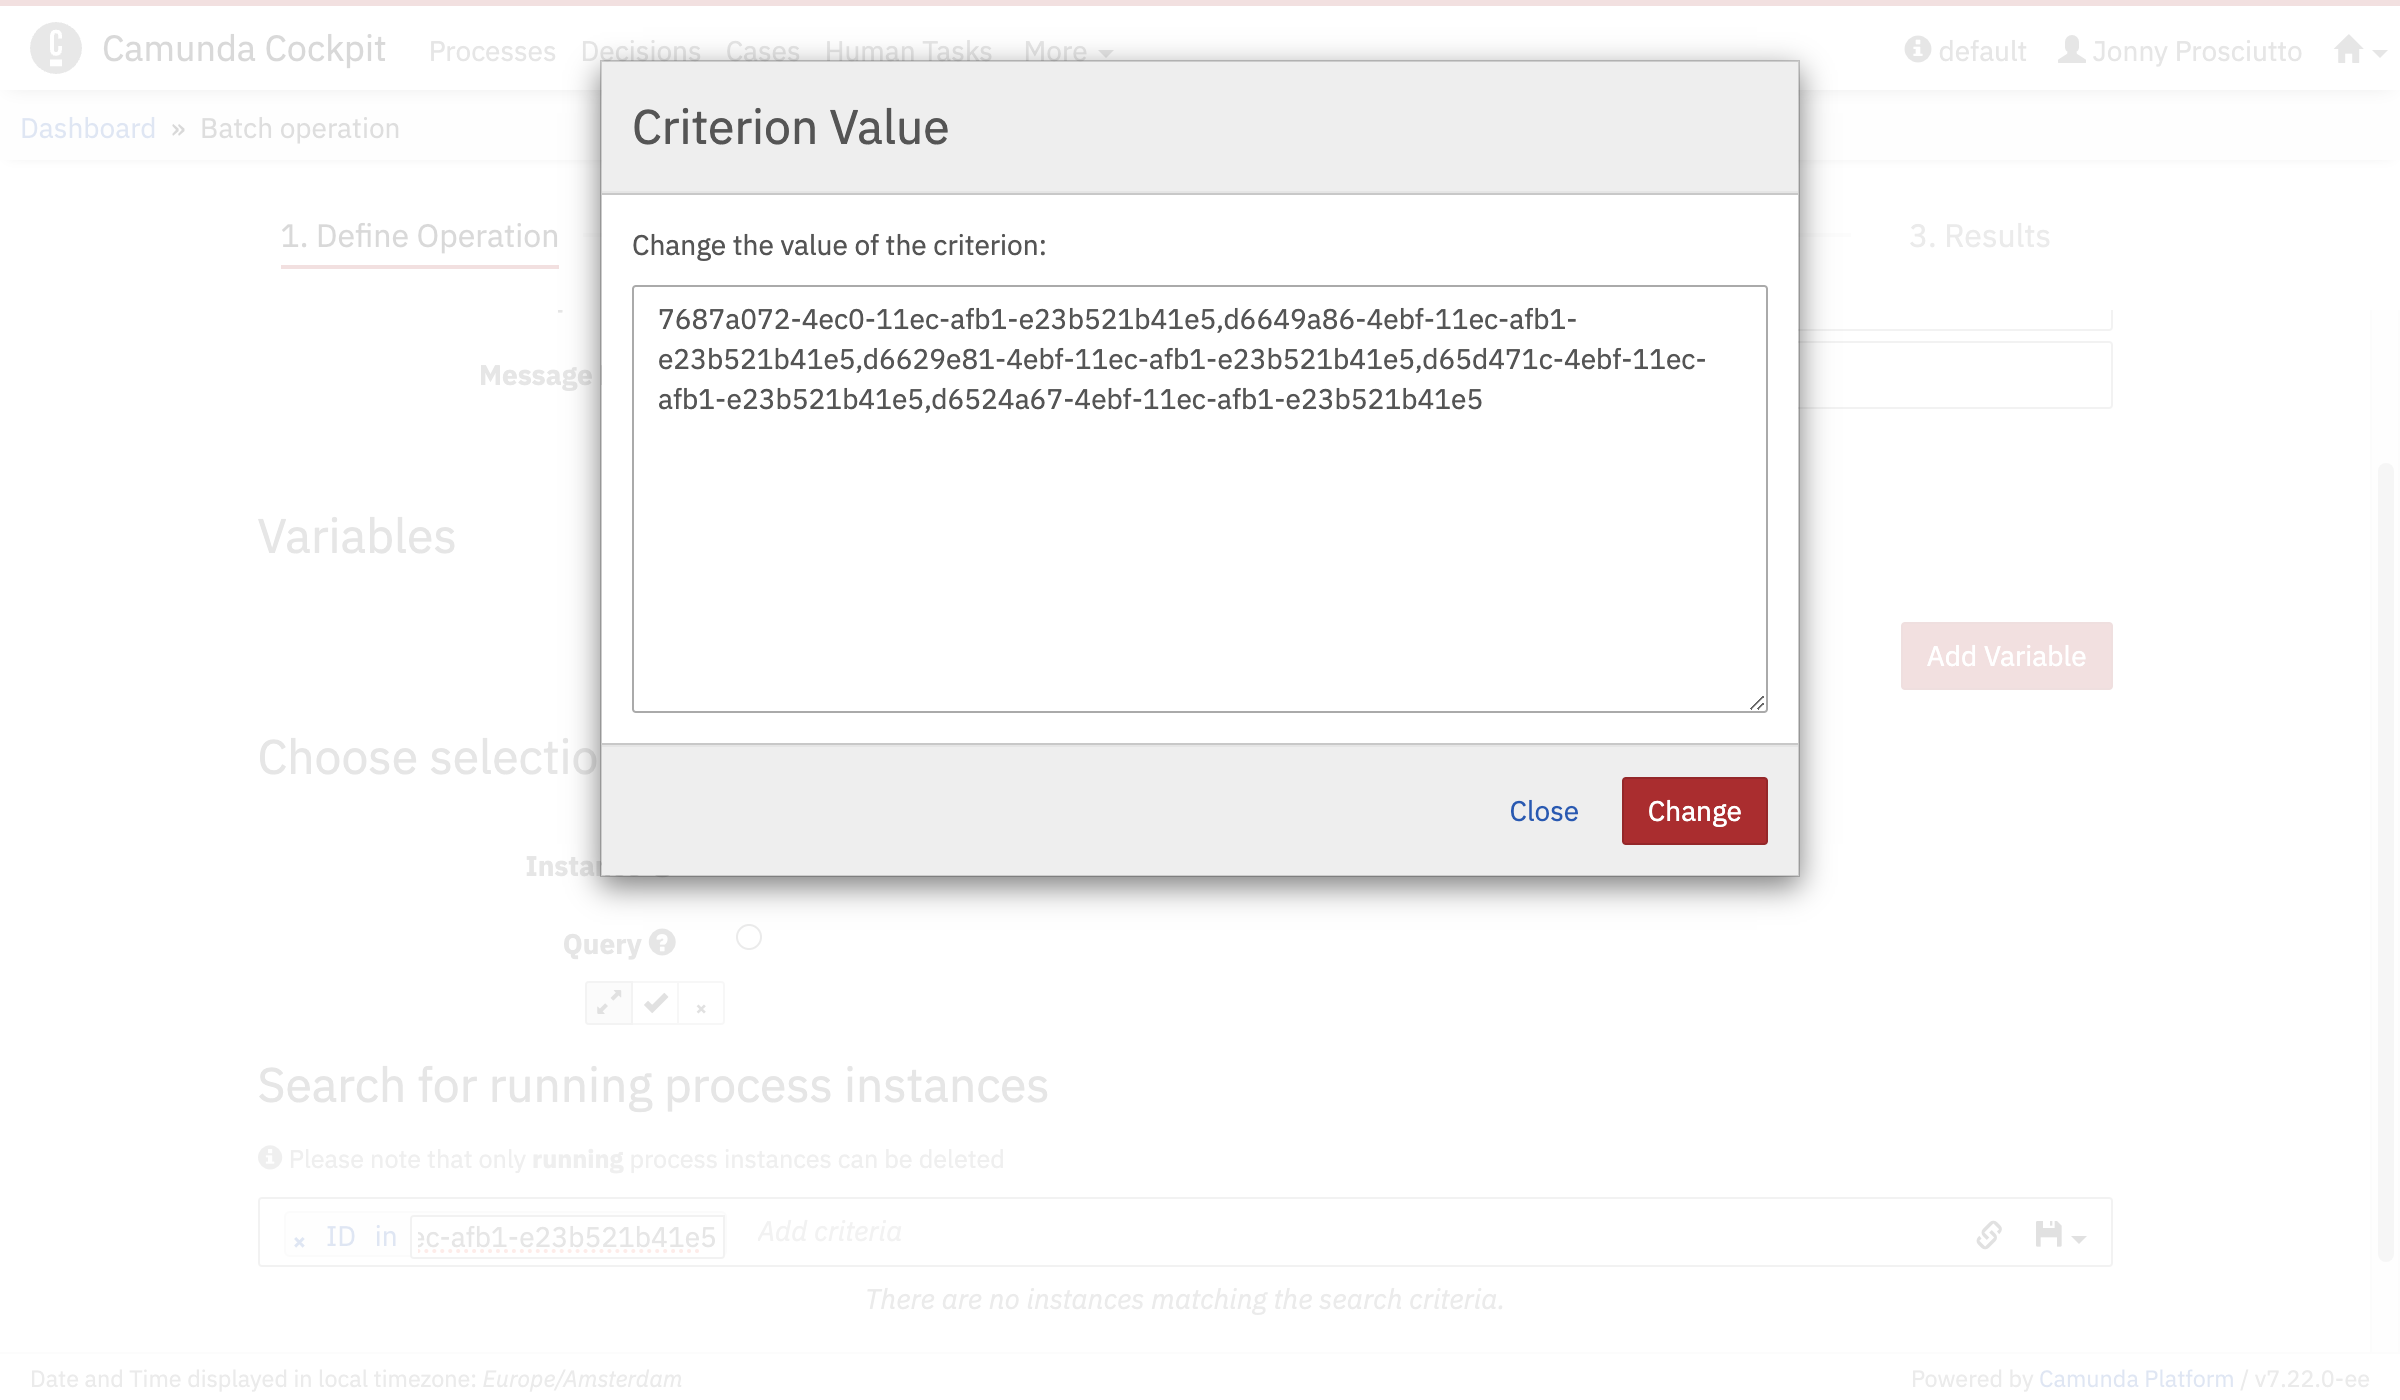 Camunda Cockpit Processes Decisions Cases Human Tasks More default Jonny Prosciutto
Dashboard » Batch operation
Criterion Value
1. Define Operation
3. Results
Change the value of the criterion:
7687a072-4ec0-11ec-afb1-e23b521b41e5,d6649a86-4ebf-11ec-afb1-
e23b521b41e5,d6629e81-4ebf-11ec-afb1-e23b521b41e5,d65d471c-4ebf-11ec-
afb1-e23b521b41e5,d6524a67-4ebf-11ec-afb1-e23b521b41e5
Message
Variables
Add Variable
Choose
Close Change
Query
Search for running process instances
Please note that only running process instances can be deleted
× ID in ec-afb1-e23b521b41e5 Add criteria
There are no instances matching the search criteria.
Date and Time displayed in local timezone: Europe/Amsterdam
Powered by Camunda Platform / v7.22.0-ee